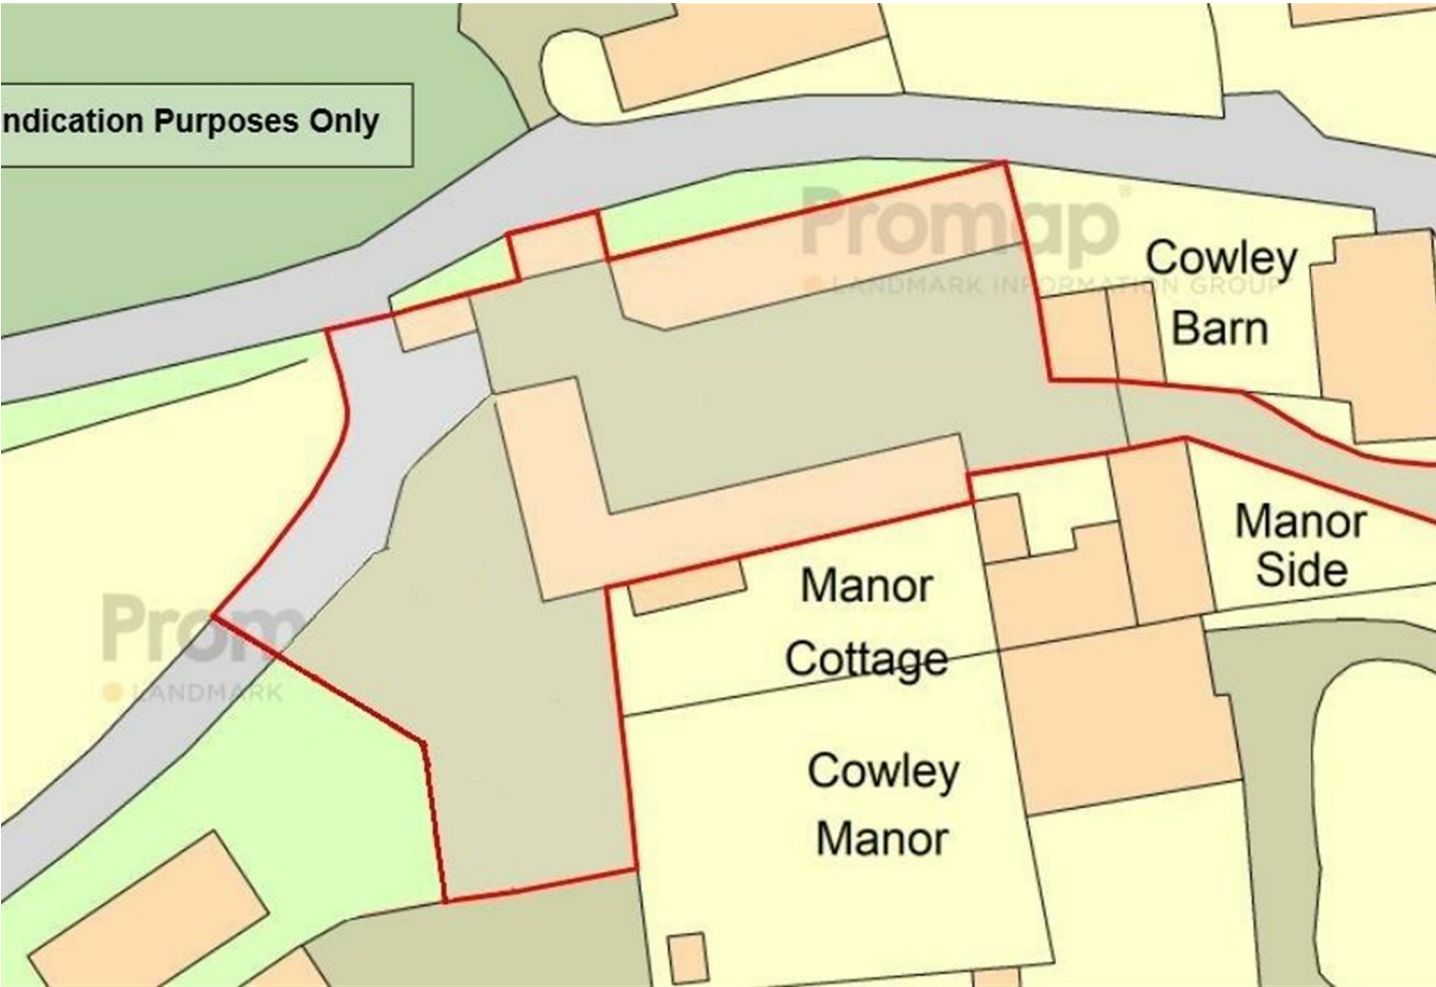 ndication Purposes Only
Promap®
LANDMARK INFORMATION GROUP
Cowley
Barn
Manor
Side
Manor
Cottage
Prom
LANDMARK
Cowley
Manor